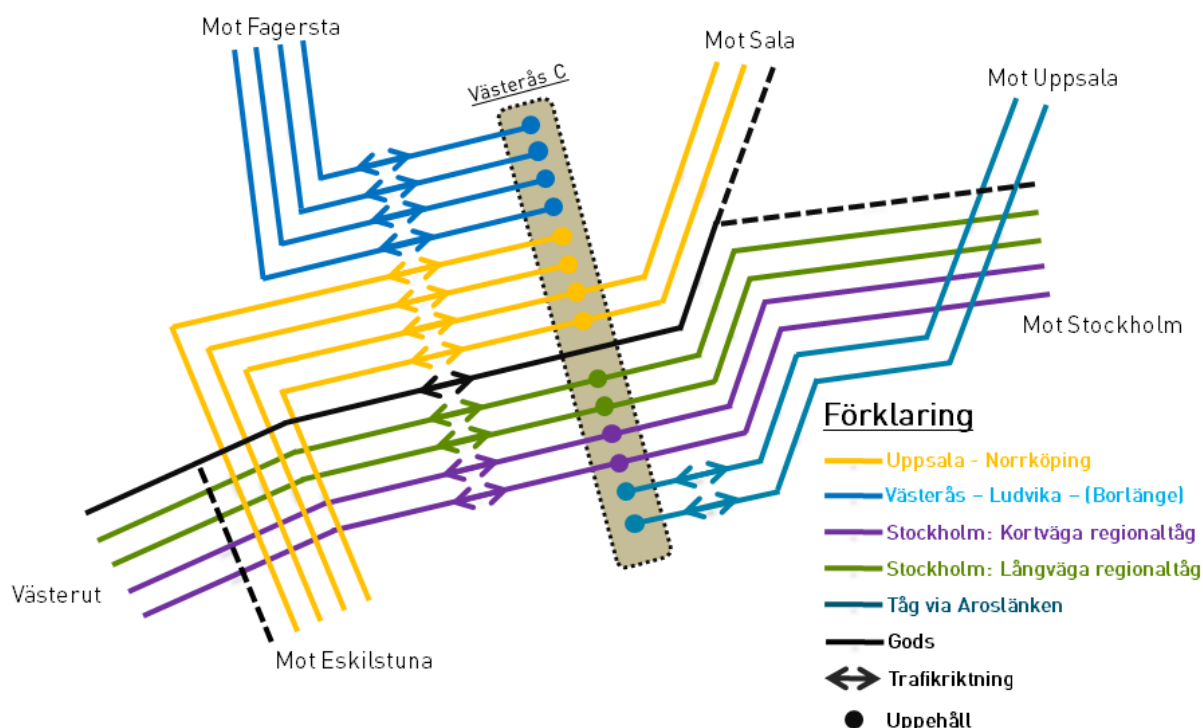 Mot Fagersta
Mot Sala
Västerås C
Mot Uppsala
Mot Stockholm
Västerut
Mot Eskilstuna
Förklaring
Uppsala - Norrköping
Västerås – Ludvika – (Borlänge)
Stockholm: Kortväga regionaltåg
Stockholm: Långväga regionaltåg
Tåg via Aroslänken
Gods
Trafikriktning
Uppehåll